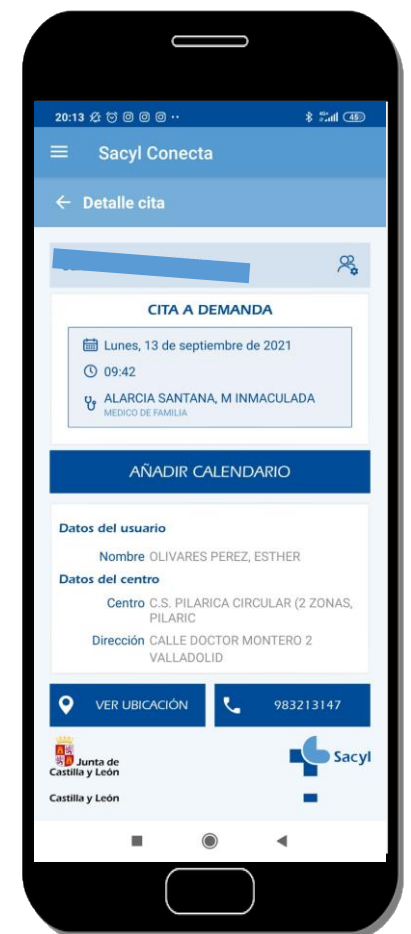 20:13
45
Sacyl Conecta
Detalle cita
CITA A DEMANDA
Lunes, 13 de septiembre de 2021
09:42
ALARCIA SANTANA, M INMACULADA
MEDICO DE FAMILIA
AÑADIR CALENDARIO
Datos del usuario
Nombre OLIVARES PEREZ, ESTHER
Datos del centro
Centro C.S. PILARICA CIRCULAR (2 ZONAS,
PILARIC
Dirección CALLE DOCTOR MONTERO 2
VALLADOLID
VER UBICACIÓN
983213147
Junta de
Castilla y León
Sacyl
Castilla y León